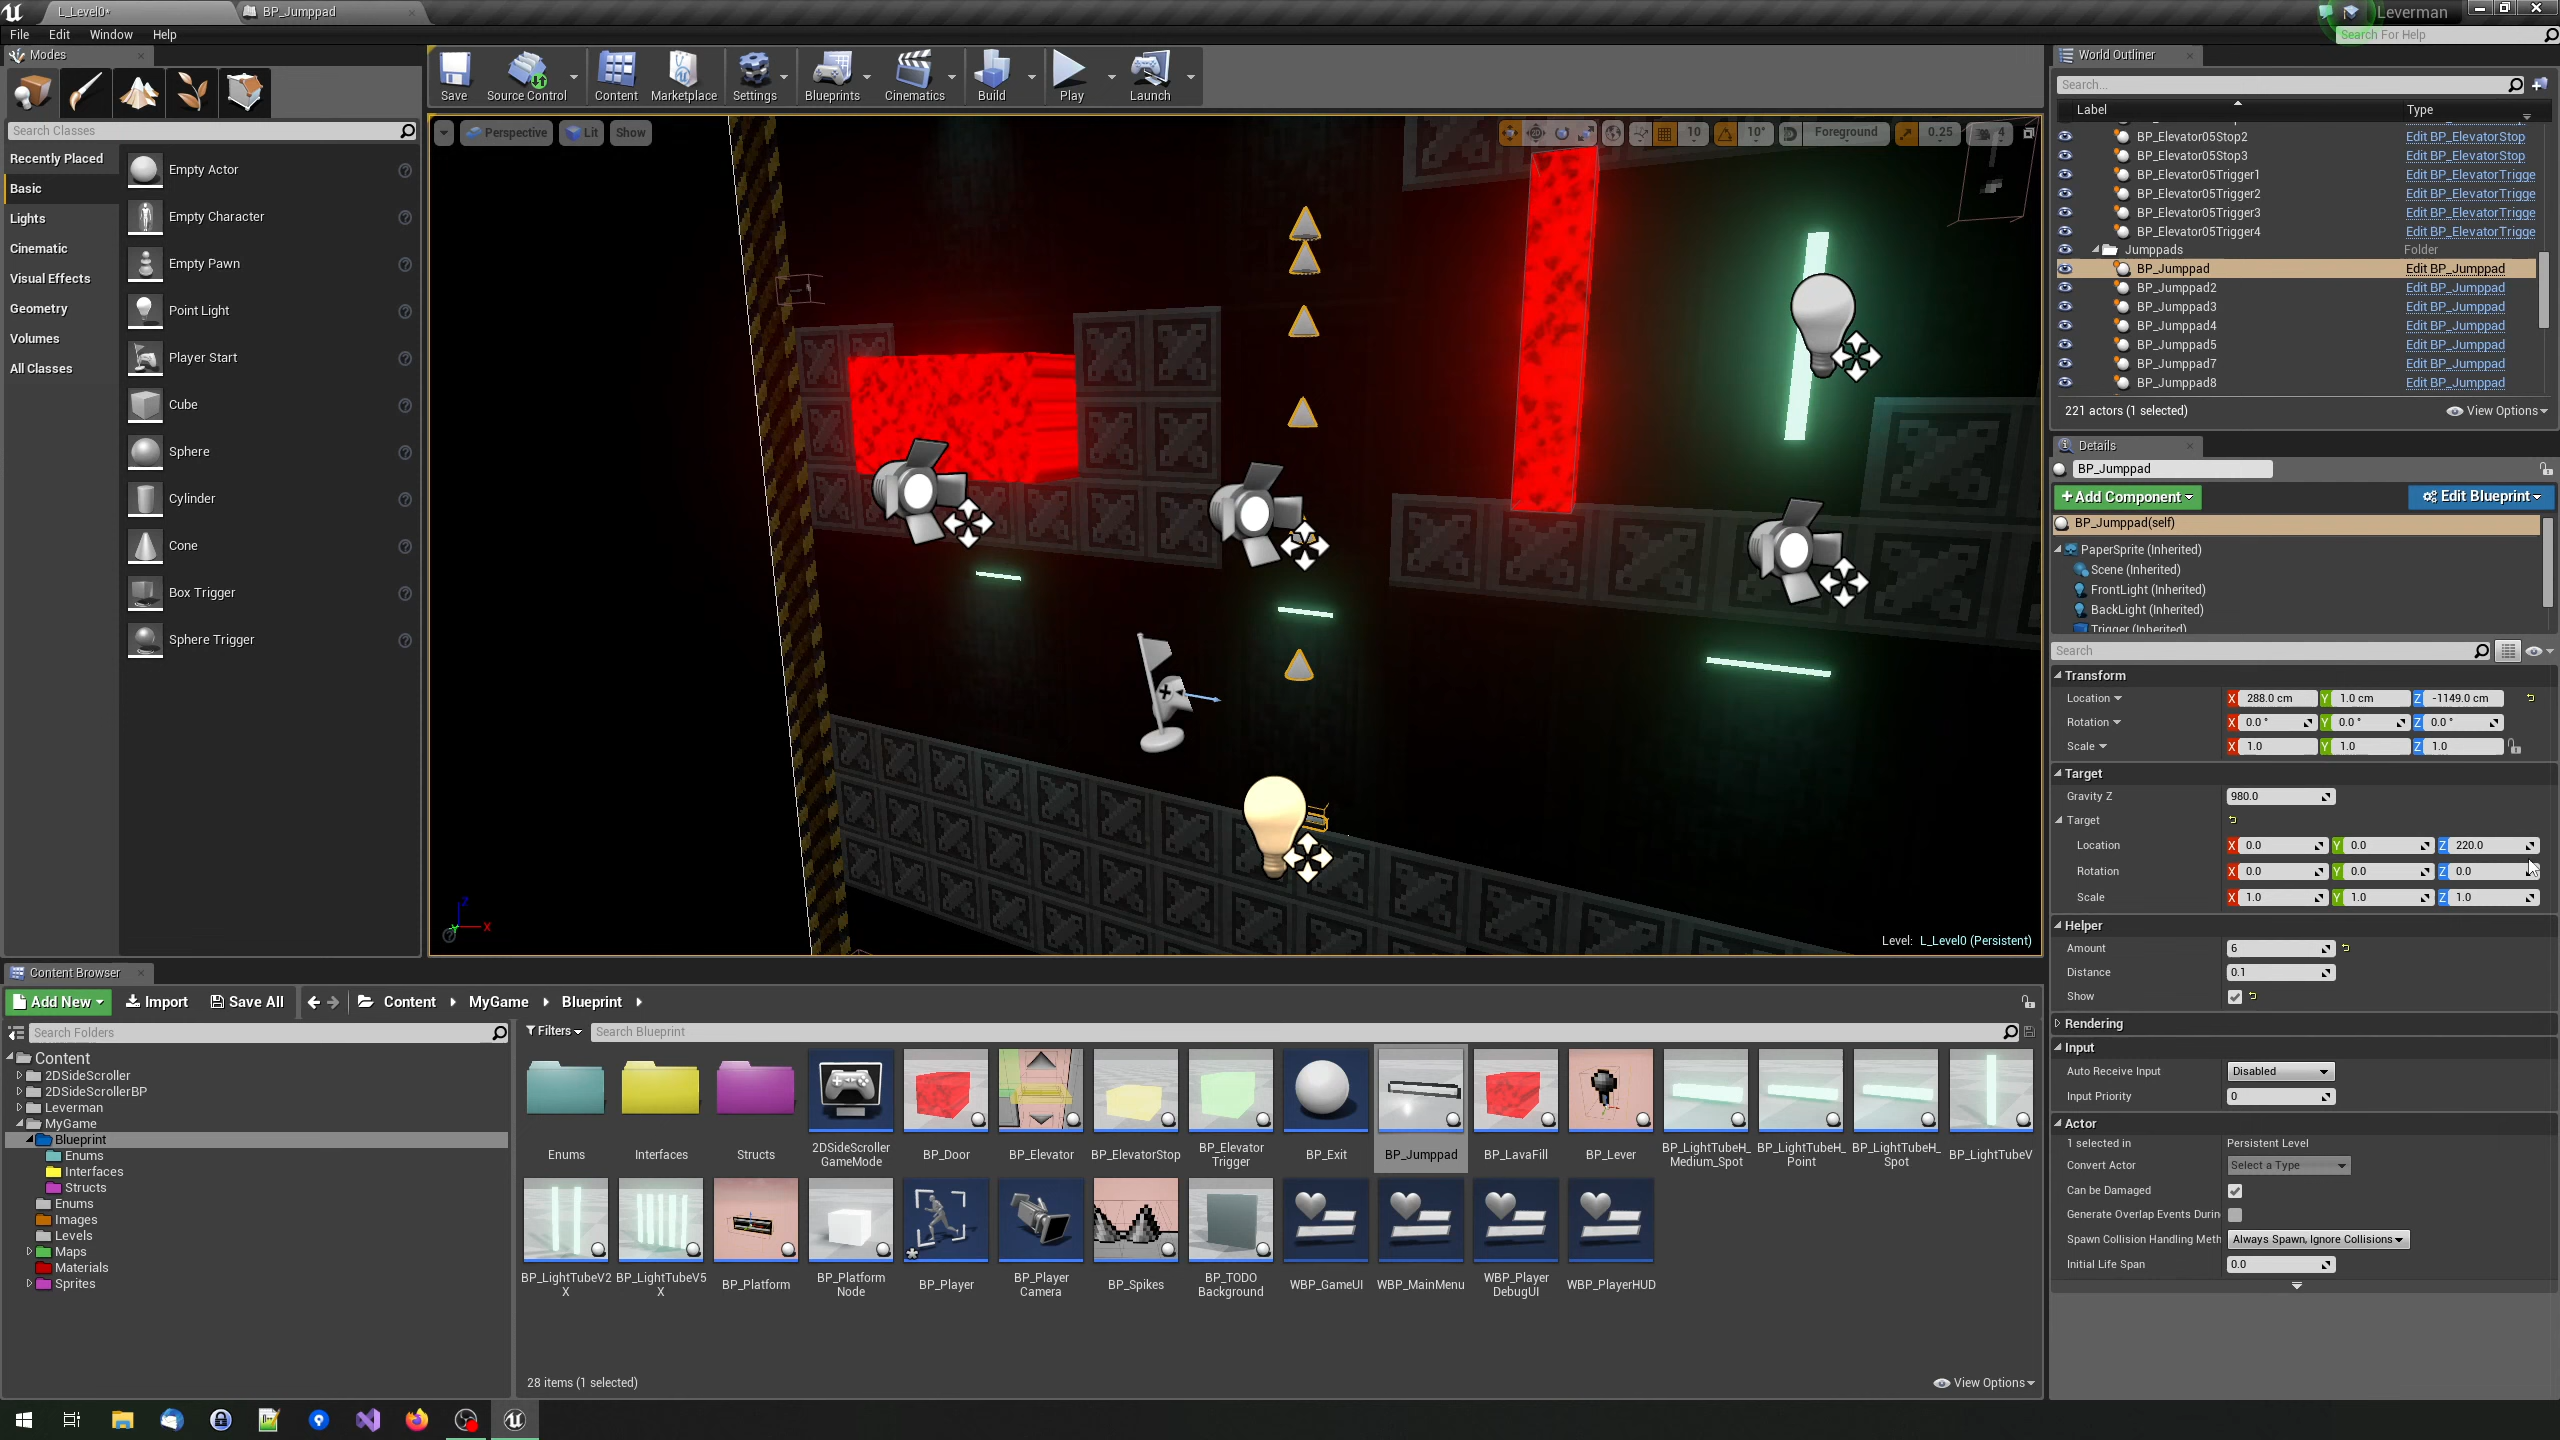 L_Level0*
BP_Jumppad
Leverman
File
Edit
Window
Help
Search For Help
Modes
Search Classes
Recently Placed
Basic
Lights
Cinematic
Visual Effects
Geometry
Volumes
All Classes
Empty Actor
Empty Character
Empty Pawn
Point Light
Player Start
Cube
Sphere
Cylinder
Cone
Box Trigger
Sphere Trigger
Save
Source Control
Content
Marketplace
Settings
Blueprints
Cinematics
Build
Play
Launch
Perspective
Lit
Show
10
10°
Foreground
0.25
4
Z
X
Y
Level: L_Level0 (Persistent)
World Outliner
Search...
Label
Type
BP_Elevator05Stop2
Edit BP_ElevatorStop
BP_Elevator05Stop3
Edit BP_ElevatorStop
BP_Elevator05Trigger1
Edit BP_ElevatorTrigge
BP_Elevator05Trigger2
Edit BP_ElevatorTrigge
BP_Elevator05Trigger3
Edit BP_ElevatorTrigge
BP_Elevator05Trigger4
Edit BP_ElevatorTrigge
Jumppads
Folder
BP_Jumppad
Edit BP_Jumppad
BP_Jumppad2
Edit BP_Jumppad
BP_Jumppad3
Edit BP_Jumppad
BP_Jumppad4
Edit BP_Jumppad
BP_Jumppad5
Edit BP_Jumppad
BP_Jumppad7
Edit BP_Jumppad
BP_Jumppad8
Edit BP_Jumppad
221 actors (1 selected)
View Options
Details
BP_Jumppad
+Add Component
Edit Blueprint
BP_Jumppad(self)
PaperSprite (Inherited)
Scene (Inherited)
FrontLight (Inherited)
BackLight (Inherited)
Trigger (Inherited)
Search
Transform
Location X 288.0 cm Y 1.0 cm Z -1149.0 cm
Rotation X 0.0 ° Y 0.0 ° Z 0.0 °
Scale X 1.0 Y 1.0 Z 1.0
Target
Gravity Z 980.0
Target
Location X 0.0 Y 0.0 Z 220.0
Rotation X 0.0 Y 0.0 Z 0.0
Scale X 1.0 Y 1.0 Z 1.0
Helper
Amount 6
Distance 0.1
Show
Rendering
Input
Auto Receive Input Disabled
Input Priority 0
Actor
1 selected in Persistent Level
Convert Actor Select a Type
Can be Damaged
Generate Overlap Events Durin
Spawn Collision Handling Meth Always Spawn, Ignore Collisions
Initial Life Span 0.0
Content Browser
Add New
Import
Save All
Content
MyGame
Blueprint
Search Folders
Filters
Search Blueprint
Content
2DSideScroller
2DSideScrollerBP
Leverman
MyGame
Blueprint
Enums
Interfaces
Structs
Enums
Images
Levels
Maps
Materials
Sprites
Enums
Interfaces
Structs
2DSideScroller
GameMode
BP_Door
BP_Elevator
BP_ElevatorStop
BP_Elevator
Trigger
BP_Exit
BP_Jumppad
BP_LavaFill
BP_Lever
BP_LightTubeH_
Medium_Spot
BP_LightTubeH_
Point
BP_LightTubeH_
Spot
BP_LightTubeV
BP_LightTubeV2
X
BP_LightTubeV5
X
BP_Platform
BP_Platform
Node
BP_Player
BP_Player
Camera
BP_Spikes
BP_TODO
Background
WBP_GameUI
WBP_MainMenu
WBP_Player
DebugUI
WBP_PlayerHUD
28 items (1 selected)
View Options